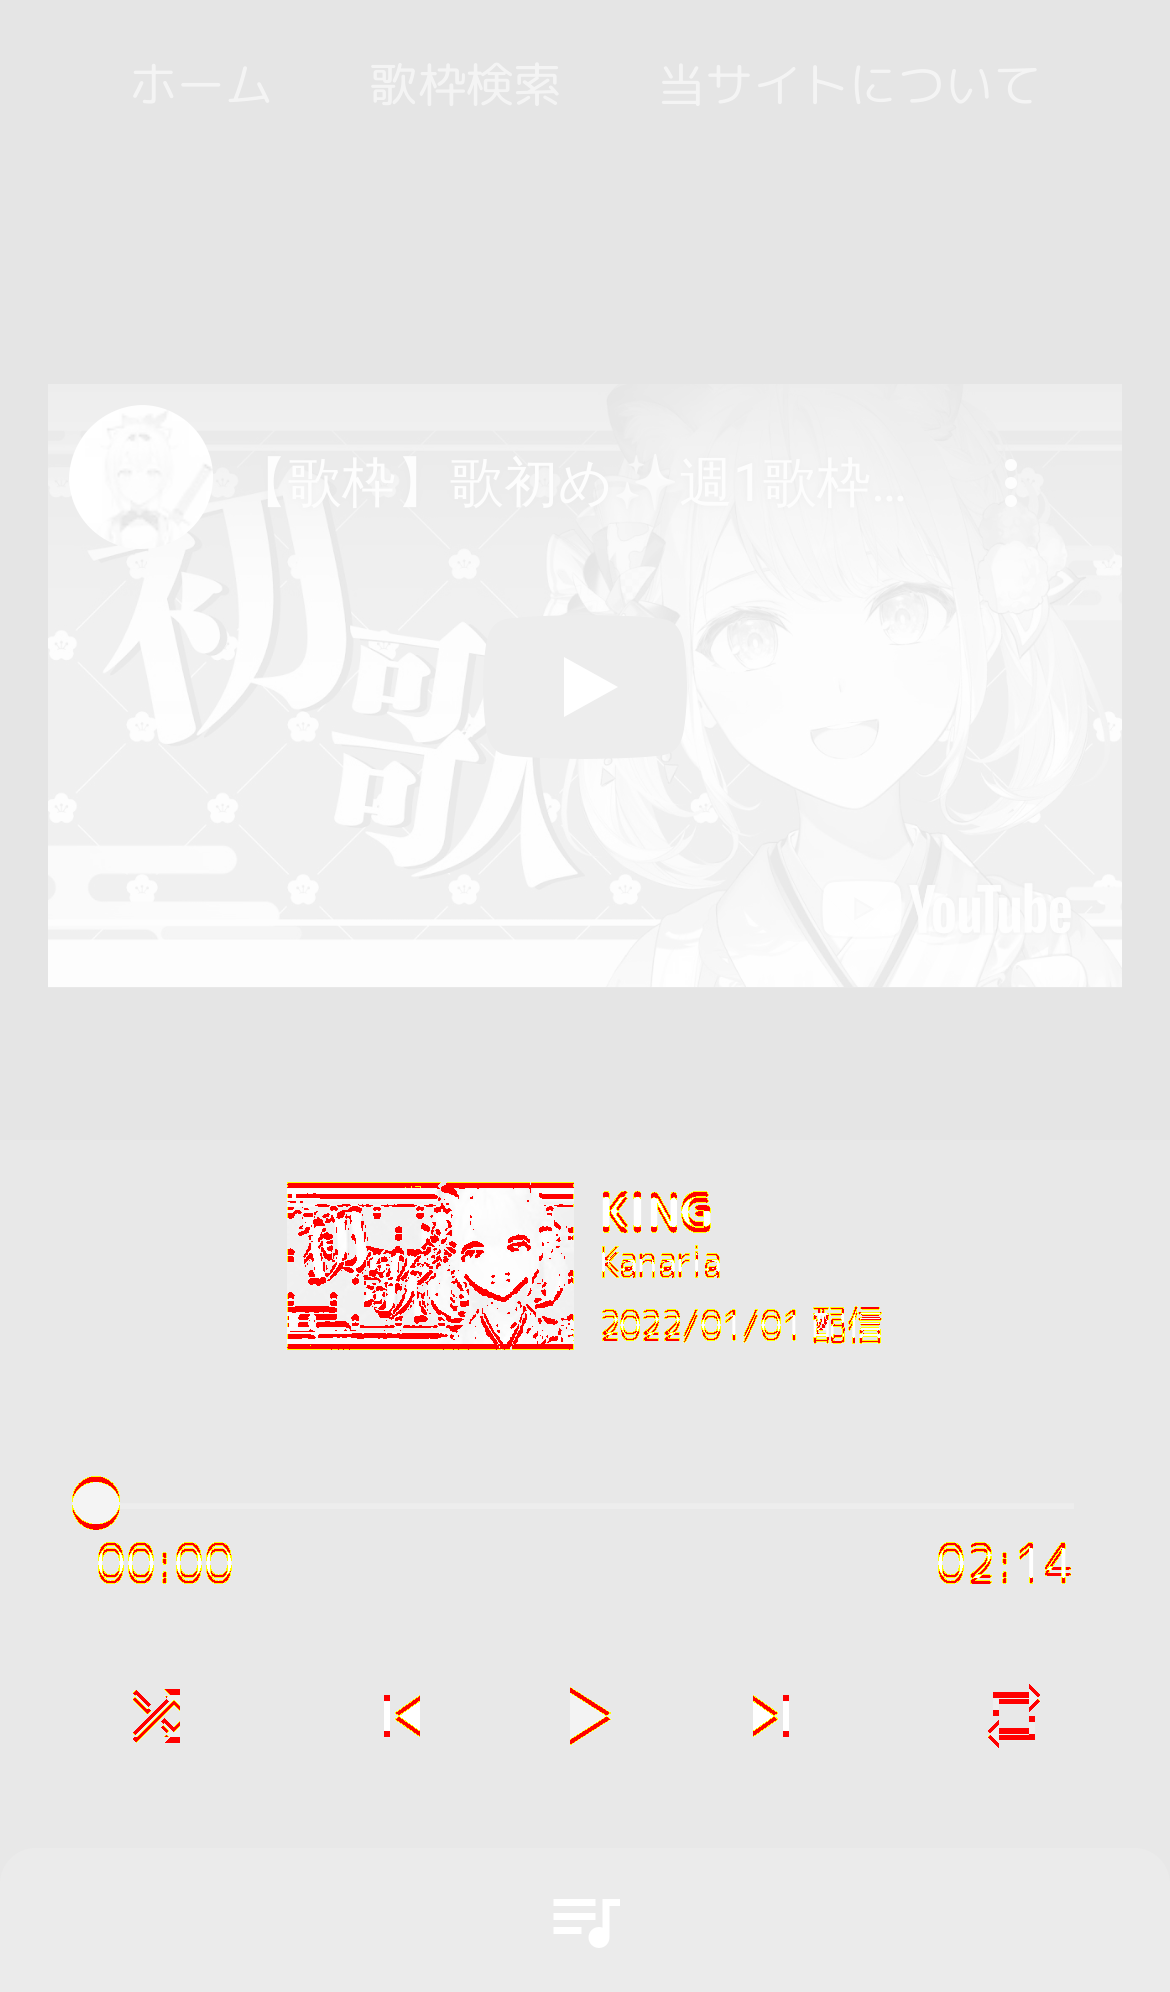 ホーム 歌枠検索 当サイトについて
【歌枠】歌初め✨週1歌枠...
初歌
YouTube
KING
Kanaria
2022/01/01 配信
00:00 02:14